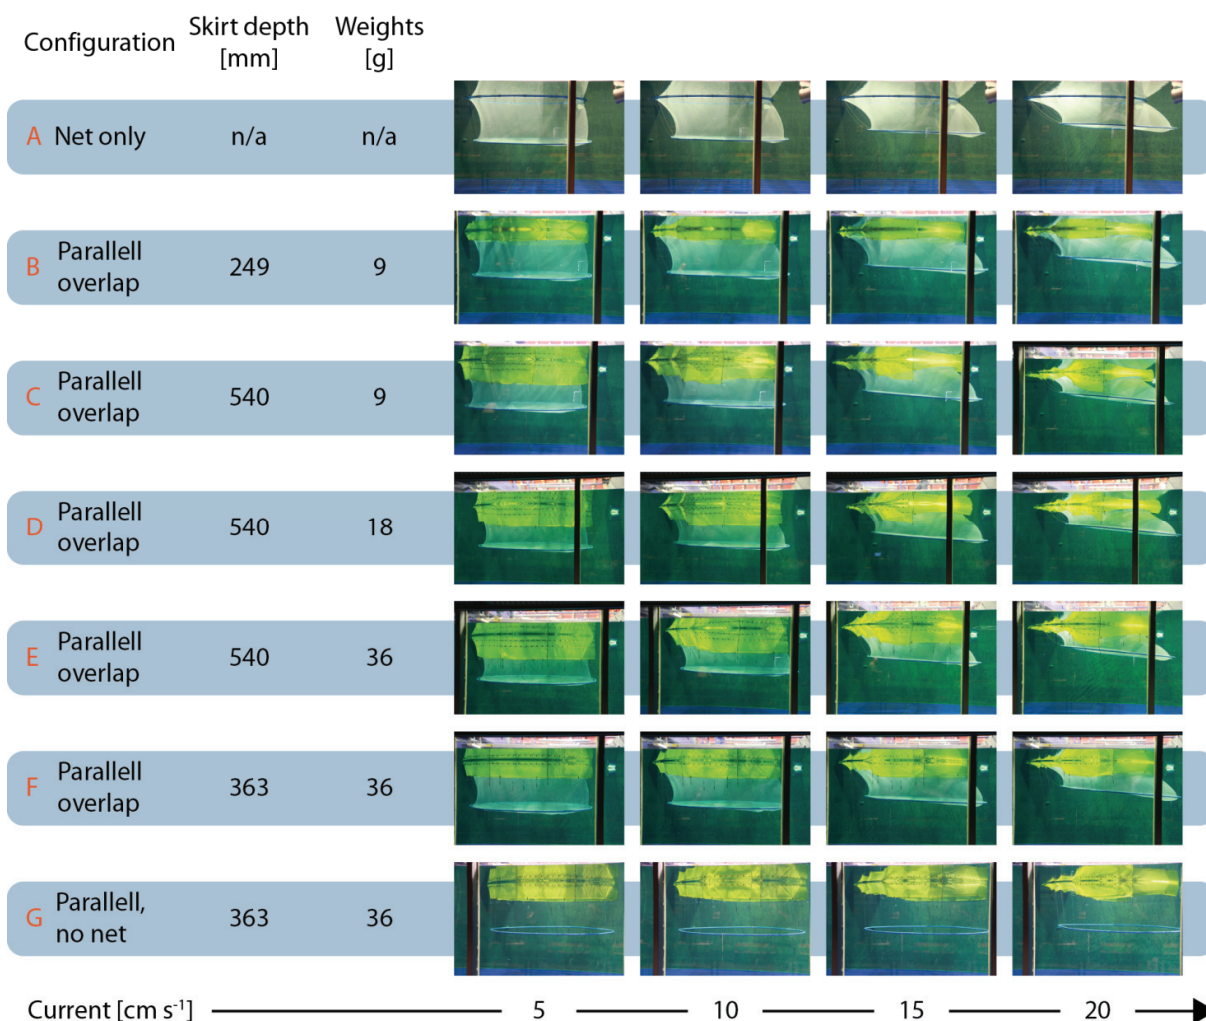 Configuration Skirt depth [mm] Weights [g]
A Net only n/a n/a
B Parallell overlap 249 9
C Parallell overlap 540 9
D Parallell overlap 540 18
E Parallell overlap 540 36
F Parallell overlap 363 36
G Parallell, no net 363 36
Current [cm s⁻¹] 5 10 15 20